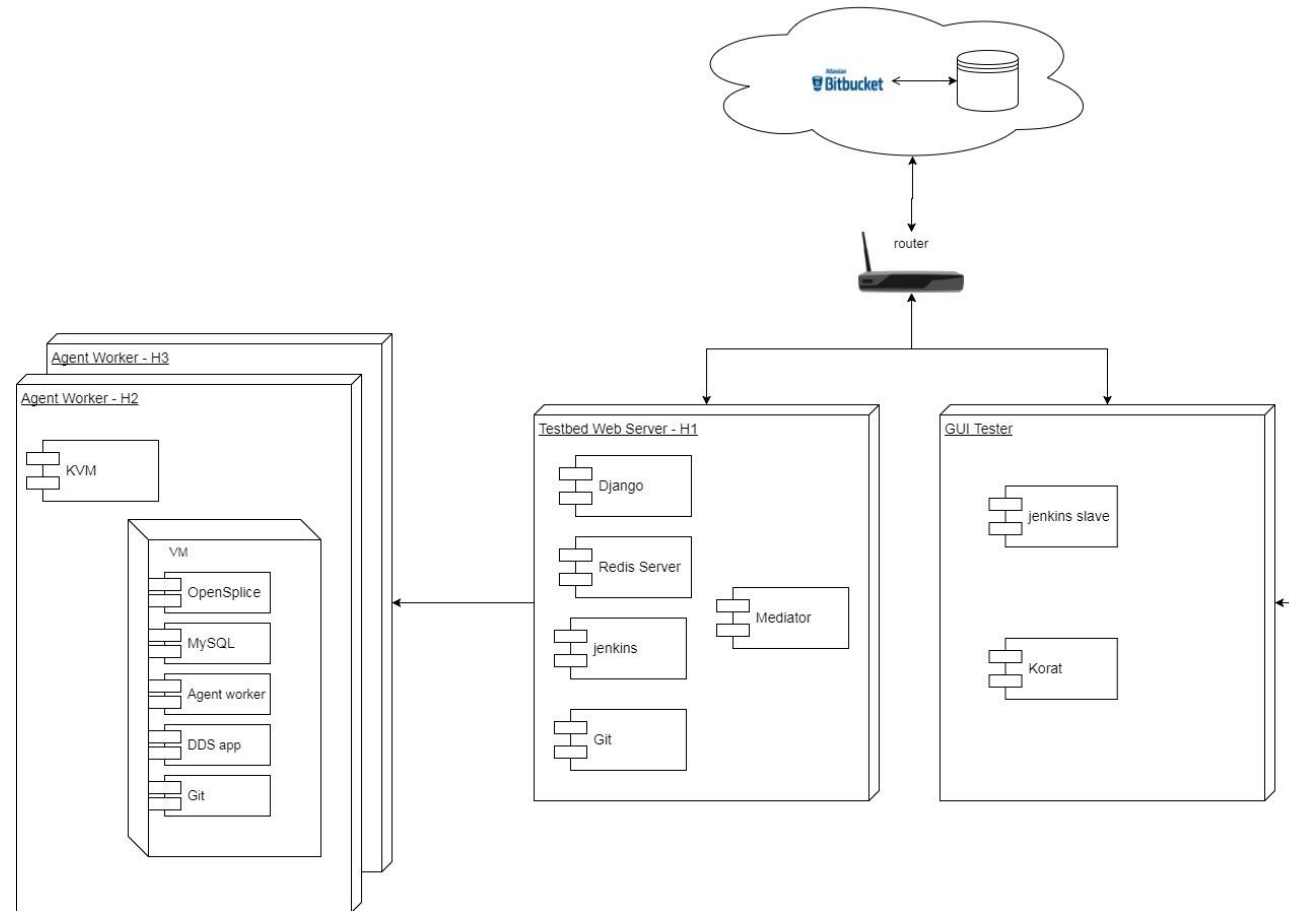 Atlassian
Bitbucket
router
Agent Worker - H3
Agent Worker - H2
KVM
VM
OpenSplice
MySQL
Agent worker
DDS app
Git
Testbed Web Server - H1
Django
Redis Server
Mediator
jenkins
Git
GUI Tester
jenkins slave
Korat